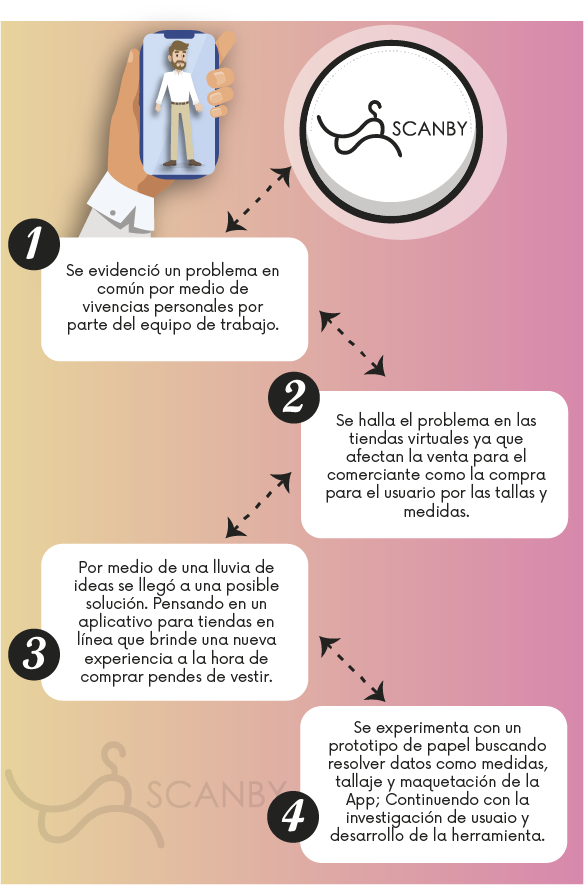 SCANBY
1
Se evidenció un problema en
común por medio de
vivencias personales por
parte del equipo de trabajo.
2
Se halla el problema en las
tiendas virtuales ya que
afectan la venta para el
comerciante como la compra
para el usuario por las tallas y
medidas.
3
Por medio de una lluvia de
ideas se llegó a una posible
solución. Pensando en un
aplicativo para tiendas en
línea que brinde una nueva
experiencia a la hora de
comprar pendes de vestir.
4
Se experimenta con un
prototipo de papel buscando
resolver datos como medidas,
tallaje y maquetación de la
App; Continuendo con la
investigación de usuaio y
desarrollo de la herramienta.
SCANBY